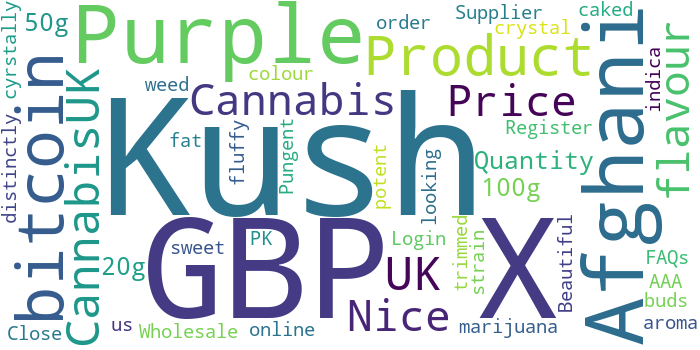 50g
cyrstally
Purple
order
Supplier
caked
crystal
Product
Afghani
flavour
indica
bitcoin
CannabisUK
weed
colour
Cannabis
Price
Kush
distinctly
fat
fluffy
Pungent
potent
looking
Register
Quantity
100g
GBP
X
sweet
PK
20g
UK
Login
trimmed
strain
Beautiful
FAQs
AAA
buds
Close
us
Wholesale
online
Nice
marijuana
aroma